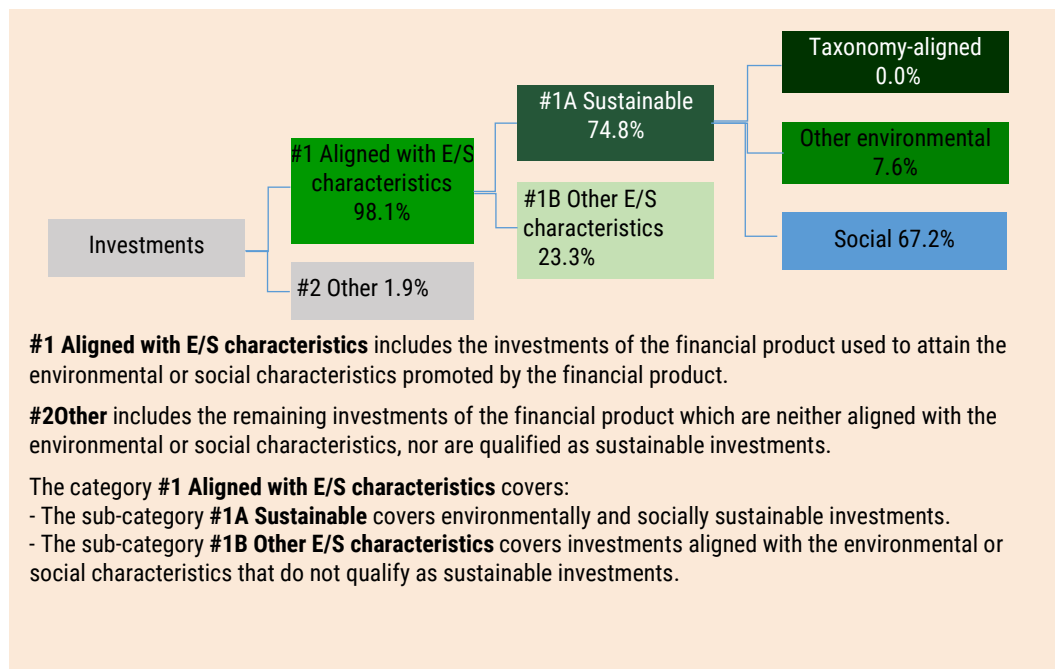 Investments
#1 Aligned with E/S
characteristics
98.1%
#2 Other 1.9%
#1A Sustainable
74.8%
#1B Other E/S
characteristics
23.3%
Taxonomy-aligned
0.0%
Other environmental
7.6%
Social 67.2%
#1 Aligned with E/S characteristics includes the investments of the financial product used to attain the
environmental or social characteristics promoted by the financial product.
#2Other includes the remaining investments of the financial product which are neither aligned with the
environmental or social characteristics, nor are qualified as sustainable investments.
The category #1 Aligned with E/S characteristics covers:
- The sub-category #1A Sustainable covers environmentally and socially sustainable investments.
- The sub-category #1B Other E/S characteristics covers investments aligned with the environmental or
social characteristics that do not qualify as sustainable investments.